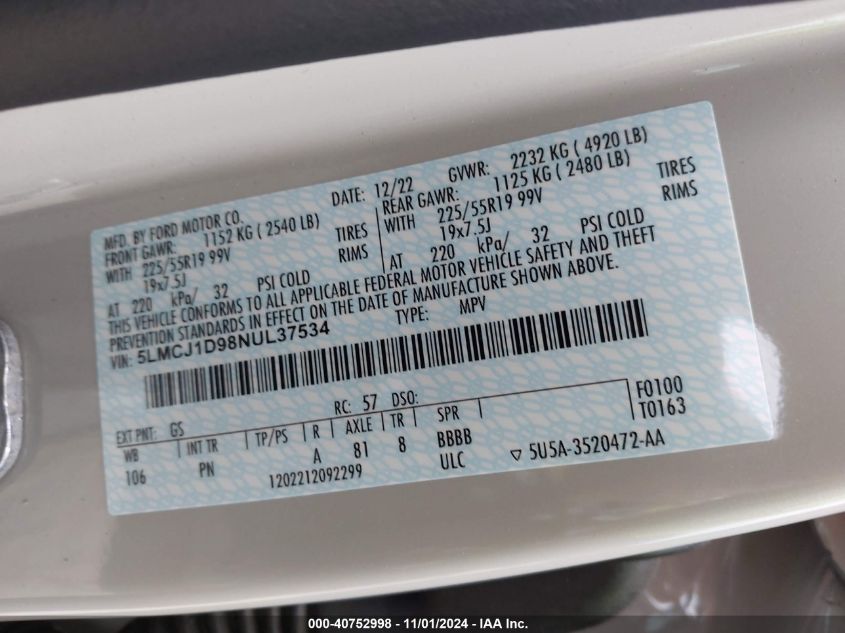 MFD. BY FORD MOTOR CO. DATE: 12/22 GVWR: 2232 KG ( 4920 LB)
FRONT GAWR: 1152 KG ( 2540 LB) REAR GAWR: 1125 KG ( 2480 LB)
WITH 225/55R19 99V TIRES WITH 225/55R19 99V TIRES
19x7.5J RIMS 19x7.5J RIMS
AT 220 kPa/ 32 PSI COLD AT 220 kPa/ 32 PSI COLD
THIS VEHICLE CONFORMS TO ALL APPLICABLE FEDERAL MOTOR VEHICLE SAFETY AND THEFT
PREVENTION STANDARDS IN EFFECT ON THE DATE OF MANUFACTURE SHOWN ABOVE.
VIN: 5LMCJ1D98NUL37534 TYPE: MPV
EXT PNT: GS RC: 57 DSO: F0100
WB INT TR TP/PS R AXLE TR SPR T0163
106 PN A 81 8 BBBB
1202212092299 ULC ▽ 5U5A-3520472-AA
000-40752998 - 11/01/2024 - IAA Inc.